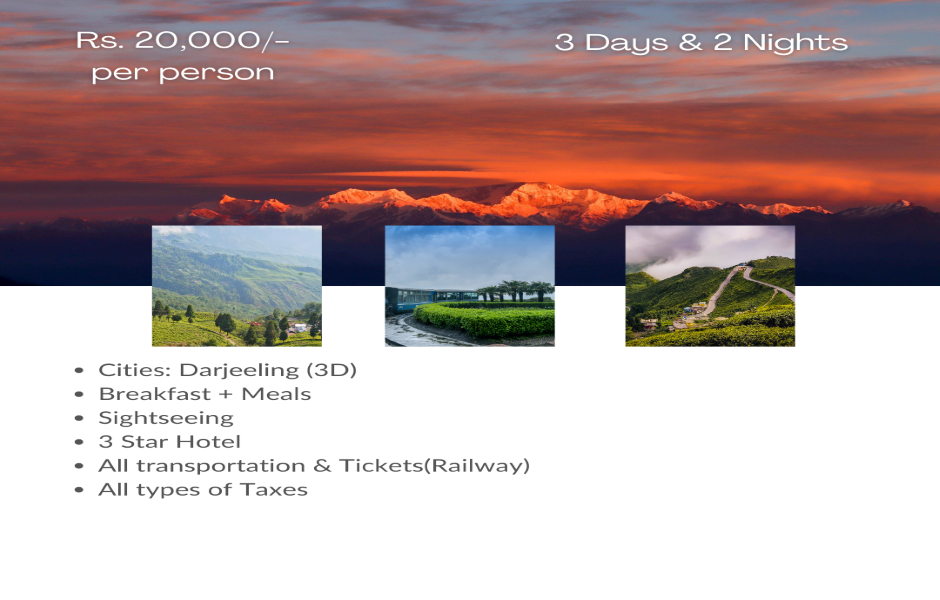 Rs. 20,000/-
per person
3 Days & 2 Nights
• Cities: Darjeeling (3D)
• Breakfast + Meals
• Sightseeing
• 3 Star Hotel
• All transportation & Tickets(Railway)
• All types of Taxes